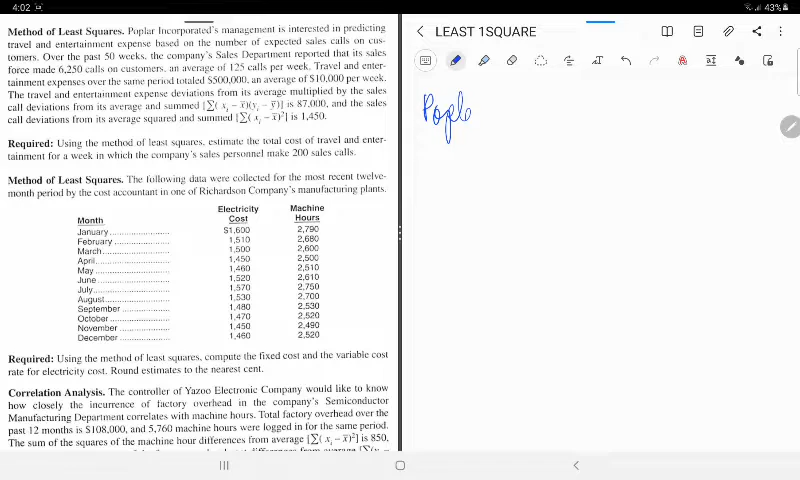 4:02
43%
Method of Least Squares. Poplar Incorporated's management is interested in predicting
travel and entertainment expense based on the number of expected sales calls on cus-
tomers. Over the past 50 weeks, the company's Sales Department reported that its sales
force made 6,250 calls on customers, an average of 125 calls per week. Travel and enter-
tainment expenses over the same period totaled $500,000, an average of $10,000 per week.
The travel and entertainment expense deviations from its average multiplied by the sales
call deviations from its average and summed [∑(xᵢ − x̄)(yᵢ − ȳ)] is 87,000, and the sales
call deviations from its average squared and summed [∑(xᵢ − x̄)²] is 1,450.
Required: Using the method of least squares, estimate the total cost of travel and enter-
tainment for a week in which the company's sales personnel make 200 sales calls.
Method of Least Squares. The following data were collected for the most recent twelve-
month period by the cost accountant in one of Richardson Company's manufacturing plants.
Month Electricity Cost Machine Hours
January $1,600 2,790
February 1,510 2,680
March 1,500 2,600
April 1,450 2,500
May 1,460 2,510
June 1,520 2,610
July 1,570 2,750
August 1,530 2,700
September 1,480 2,530
October 1,470 2,520
November 1,450 2,490
December 1,460 2,520
Required: Using the method of least squares, compute the fixed cost and the variable cost
rate for electricity cost. Round estimates to the nearest cent.
Correlation Analysis. The controller of Yazoo Electronic Company would like to know
how closely the incurrence of factory overhead in the company's Semiconductor
Manufacturing Department correlates with machine hours. Total factory overhead over the
past 12 months is $108,000, and 5,760 machine hours were logged in for the same period.
The sum of the squares of the machine hour differences from average [∑(xᵢ − x̄)²] is 850,
LEAST 1SQUARE
Pople